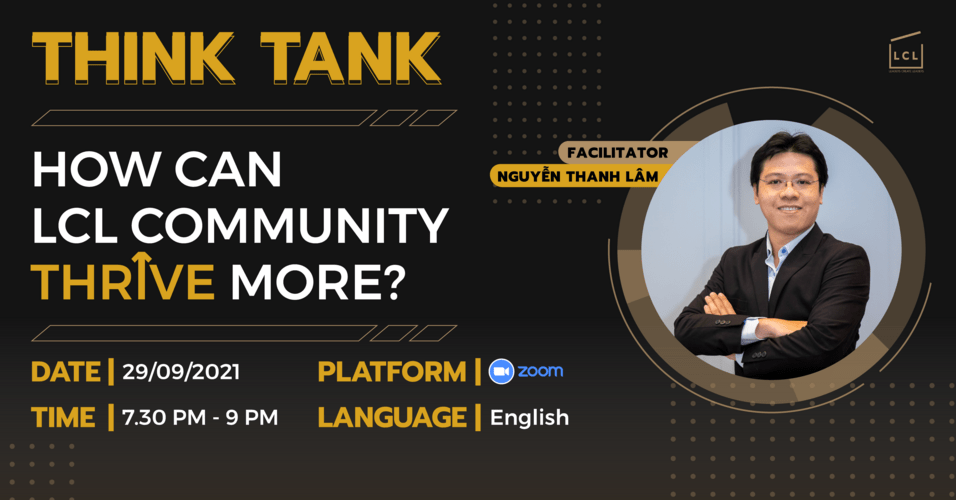 THINK TANK
LCL
HOW CAN
LCL COMMUNITY
THRIVE MORE?
FACILITATOR
NGUYỄN THANH LÂM
DATE | 29/09/2021
PLATFORM | zoom
TIME | 7.30 PM - 9 PM
LANGUAGE | English